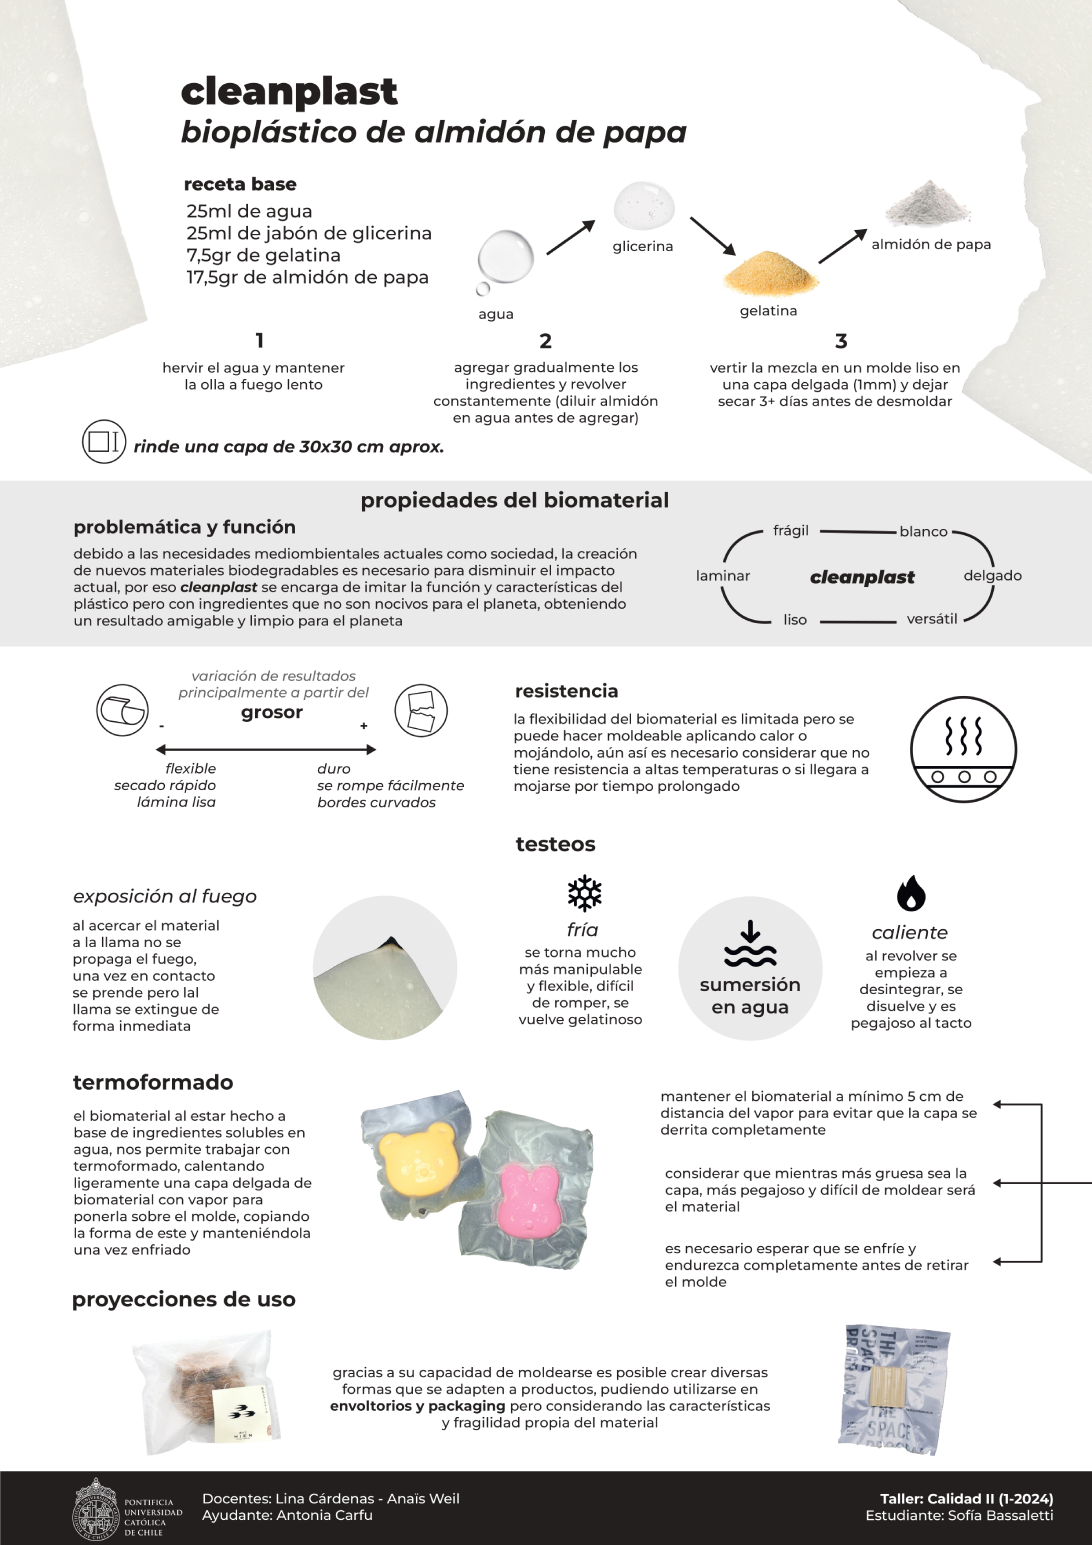 cleanplast
bioplástico de almidón de papa
receta base
25ml de agua
25ml de jabón de glicerina
7,5gr de gelatina
17,5gr de almidón de papa
agua
glicerina
gelatina
almidón de papa
1
hervir el agua y mantener
la olla a fuego lento
2
agregar gradualmente los
ingredientes y revolver
constantemente (diluir almidón
en agua antes de agregar)
3
vertir la mezcla en un molde liso en
una capa delgada (1mm) y dejar
secar 3+ días antes de desmoldar
rinde una capa de 30x30 cm aprox.
propiedades del biomaterial
problemática y función
debido a las necesidades mediombientales actuales como sociedad, la creación
de nuevos materiales biodegradables es necesario para disminuir el impacto
actual, por eso cleanplast se encarga de imitar la función y características del
plástico pero con ingredientes que no son nocivos para el planeta, obteniendo
un resultado amigable y limpio para el planeta
frágil
blanco
laminar
cleanplast
delgado
liso
versátil
variación de resultados
principalmente a partir del
grosor
-
+
flexible
secado rápido
lámina lisa
duro
se rompe fácilmente
bordes curvados
resistencia
la flexibilidad del biomaterial es limitada pero se
puede hacer moldeable aplicando calor o
mojándolo, aún así es necesario considerar que no
tiene resistencia a altas temperaturas o si llegara a
mojarse por tiempo prolongado
testeos
exposición al fuego
al acercar el material
a la llama no se
propaga el fuego,
una vez en contacto
se prende pero lal
llama se extingue de
forma inmediata
fría
se torna mucho
más manipulable
y flexible, difícil
de romper, se
vuelve gelatinoso
sumersión
en agua
caliente
al revolver se
empieza a
desintegrar, se
disuelve y es
pegajoso al tacto
termoformado
el biomaterial al estar hecho a
base de ingredientes solubles en
agua, nos permite trabajar con
termoformado, calentando
ligeramente una capa delgada de
biomaterial con vapor para
ponerla sobre el molde, copiando
la forma de este y manteniéndola
una vez enfriado
mantener el biomaterial a mínimo 5 cm de
distancia del vapor para evitar que la capa se
derrita completamente
considerar que mientras más gruesa sea la
capa, más pegajoso y difícil de moldear será
el material
es necesario esperar que se enfríe y
endurezca completamente antes de retirar
el molde
proyecciones de uso
gracias a su capacidad de moldearse es posible crear diversas
formas que se adapten a productos, pudiendo utilizarse en
envoltorios y packaging pero considerando las características
y fragilidad propia del material
THE
SPACE
THE
SPACE
PONTIFICIA
UNIVERSIDAD
CATÓLICA
DE CHILE
Docentes: Lina Cárdenas - Anaïs Weil
Ayudante: Antonia Carfu
Taller: Calidad II (1-2024)
Estudiante: Sofía Bassaletti